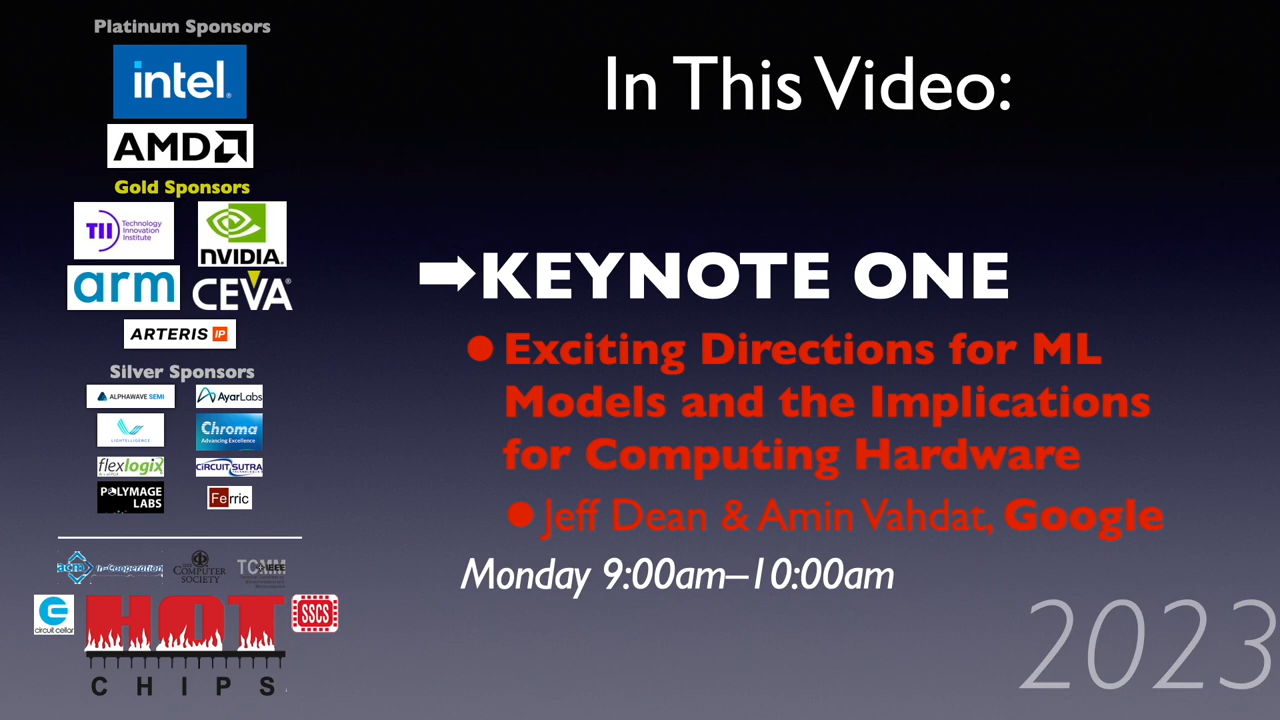 Platinum Sponsors
intel.
AMD
Gold Sponsors
TII Technology Innovation Institute
NVIDIA.
arm
CEVA
ARTERIS IP
Silver Sponsors
ALPHAWAVE SEMI
AyarLabs
LIGHTELLIGENCE
Chroma
Advancing Excellence
flexlogix
CIRCUIT SUTRA
POLYMAGE LABS
Ferric
acm In-Cooperation
COMPUTER SOCIETY
TCMM
circuit cellar
HOT
SSCS
CHIPS
In This Video:
➡KEYNOTE ONE
● Exciting Directions for ML
Models and the Implications
for Computing Hardware
● Jeff Dean & Amin Vahdat, Google
Monday 9:00am–10:00am
2023